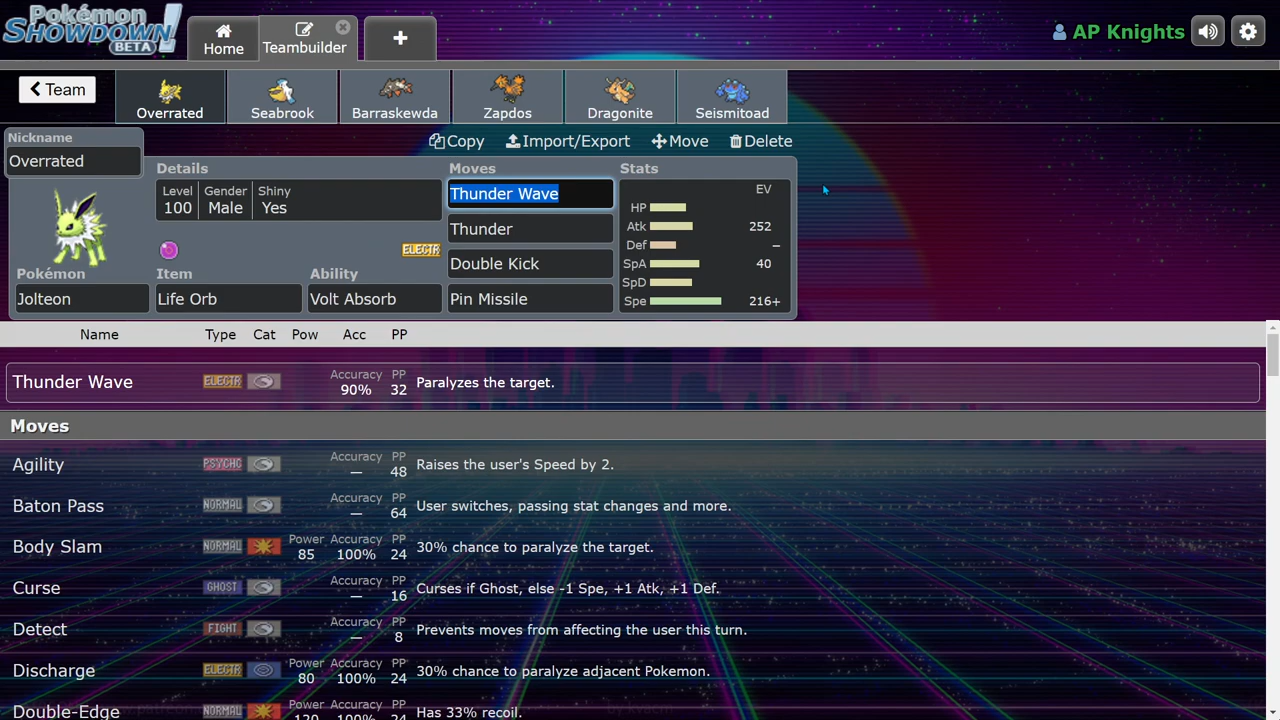 Pokémon
SHOWDOWN!
BETA
Home
Teambuilder
AP Knights
Team
Overrated
Seabrook
Barraskewda
Zapdos
Dragonite
Seismitoad
Nickname
Overrated
Copy
Import/Export
Move
Delete
Details
Level Gender Shiny
100 Male Yes
ELECTR
Pokémon
Jolteon
Item
Life Orb
Ability
Volt Absorb
Moves
Thunder Wave
Thunder
Double Kick
Pin Missile
Stats
EV
HP
Atk 252
Def –
SpA 40
SpD
Spe 216+
Name Type Cat Pow Acc PP
Thunder Wave ELECTR Accuracy 90% PP 32 Paralyzes the target.
Moves
Agility PSYCHC Accuracy — PP 48 Raises the user's Speed by 2.
Baton Pass NORMAL Accuracy — PP 64 User switches, passing stat changes and more.
Body Slam NORMAL Power 85 Accuracy 100% PP 24 30% chance to paralyze the target.
Curse GHOST Accuracy — PP 16 Curses if Ghost, else -1 Spe, +1 Atk, +1 Def.
Detect FIGHT Accuracy — PP 8 Prevents moves from affecting the user this turn.
Discharge ELECTR Power 80 Accuracy 100% PP 24 30% chance to paralyze adjacent Pokemon.
Double-Edge NORMAL Power 120 Accuracy 100% PP 24 Has 33% recoil.